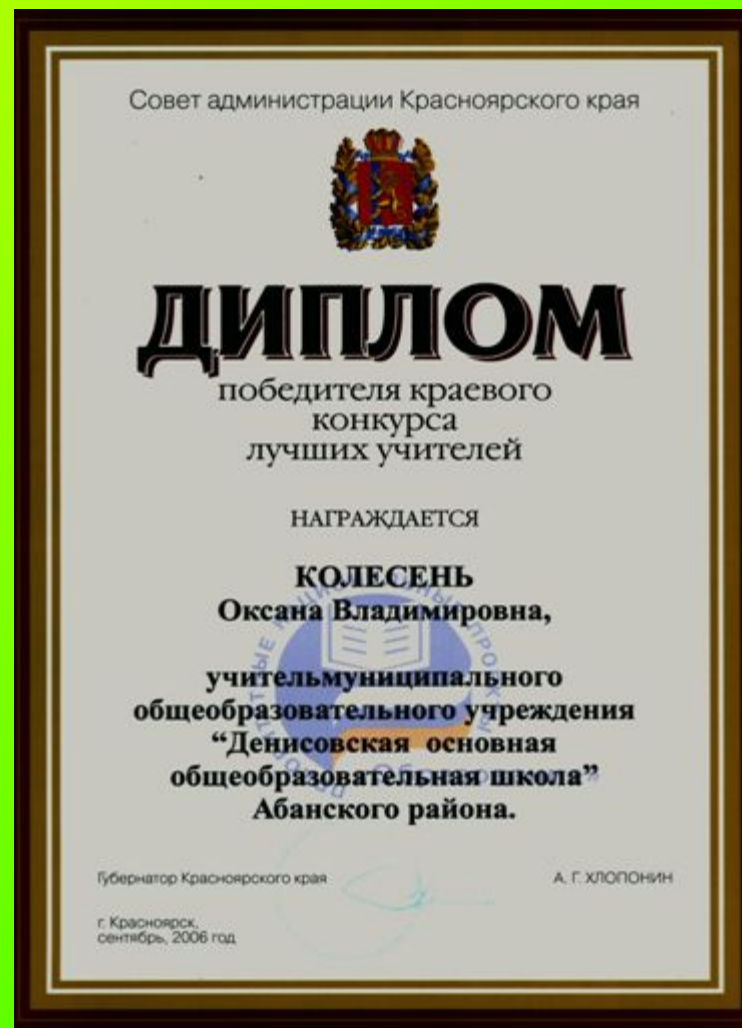 Совет администрации Красноярского края
ДИПЛОМ
победителя краевого
конкурса
лучших учителей
НАГРАЖДАЕТСЯ
КОЛЕСЕНЬ
Оксана Владимировна,
учительмуниципального
общеобразовательного учреждения
“Денисовская основная
общеобразовательная школа”
Абанского района.
Губернатор Красноярского края
А. Г. ХЛОПОНИН
г. Красноярск,
сентябрь, 2006 год